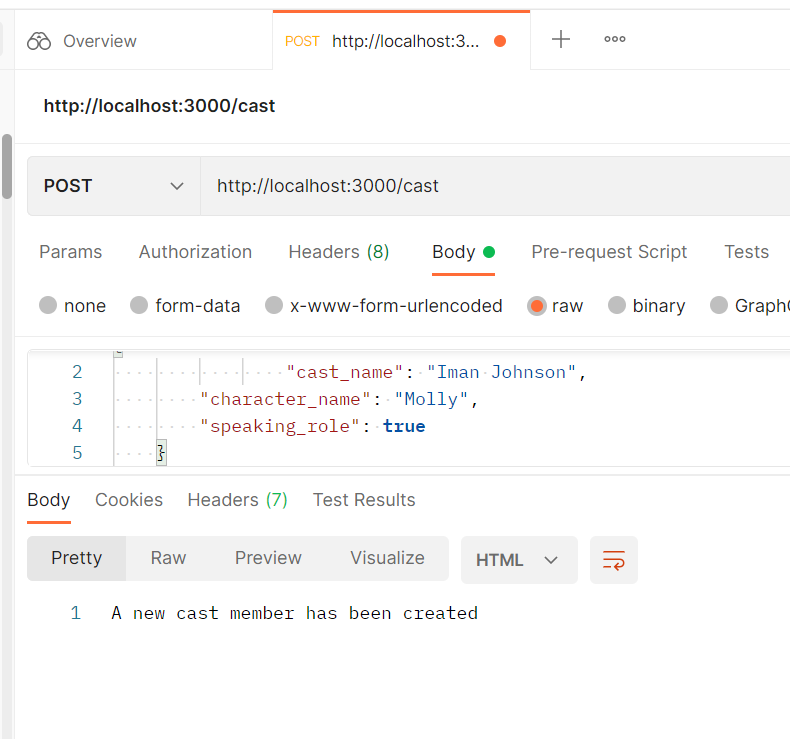 Overview
POST http://localhost:3...
http://localhost:3000/cast
POST http://localhost:3000/cast
Params Authorization Headers (8) Body Pre-request Script Tests
none form-data x-www-form-urlencoded raw binary
2 "cast_name": "Iman Johnson",
3 "character_name": "Molly",
4 "speaking_role": true
5 }
Body Cookies Headers (7) Test Results
Pretty Raw Preview Visualize HTML
1 A new cast member has been created